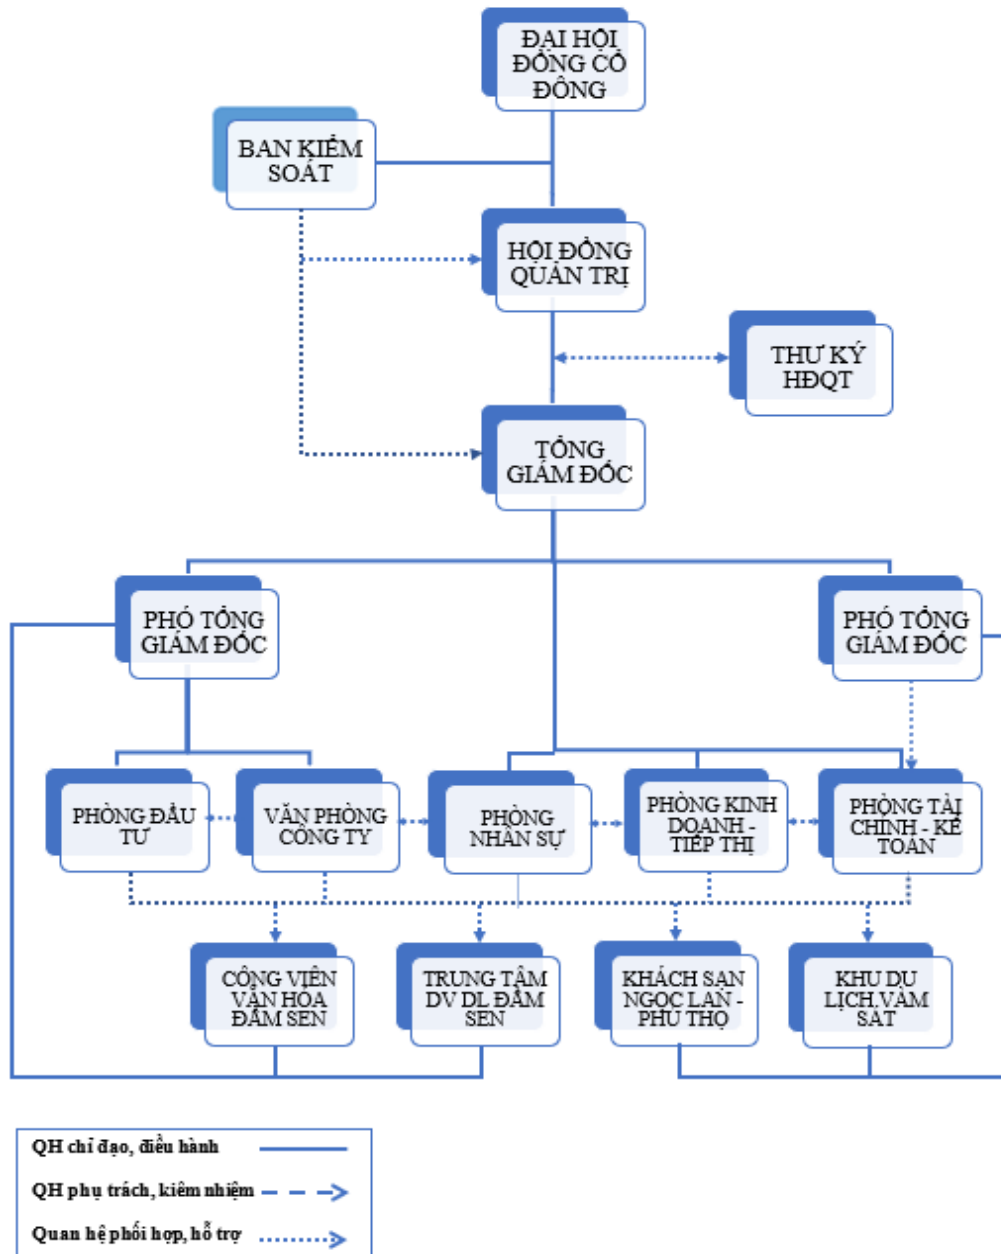 ĐẠI HỘI
ĐỒNG CỔ
ĐÔNG
BAN KIỂM
SOÁT
HỘI ĐỒNG
QUẢN TRỊ
THƯ KÝ
HĐQT
TỔNG
GIÁM ĐỐC
PHÓ TỔNG
GIÁM ĐỐC
PHÓ TỔNG
GIÁM ĐỐC
PHÒNG ĐẦU
TƯ
VĂN PHÒNG
CÔNG TY
PHÒNG
NHÂN SỰ
PHÒNG KINH
DOANH -
TIẾP THỊ
PHÒNG TÀI
CHÍNH - KẾ
TOÁN
CÔNG VIÊN
VĂN HÓA
ĐẦM SEN
TRUNG TÂM
DV DL ĐẦM
SEN
KHÁCH SẠN
NGỌC LAN -
PHÚ THỌ
KHU DU
LỊCH VÀM
SÁT
QH chỉ đạo, điều hành
QH phụ trách, kiêm nhiệm
Quan hệ phối hợp, hỗ trợ